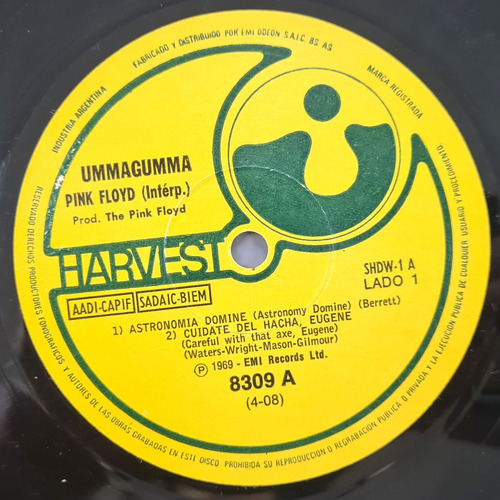 INDUSTRIA ARGENTINA
FABRICADO Y DISTRIBUIDO POR EMI ODEON S.A.I.C. BS AS
MARCA REGISTRADA
UMMAGUMMA
PINK FLOYD (Intérp.)
Prod. The Pink Floyd
HARVEST
AADI-CAPIF SADAIC-BIEM
SHDW-1 A
LADO 1
1) ASTRONOMIA DOMINE (Astronomy Domine) (Berrett)
2) CUIDATE DEL HACHA, EUGENE
(Careful with that axe, Eugene)
(Waters-Wright-Mason-Gilmour)
Ⓟ 1969 - EMI Records Ltd.
8309 A
(4-08)
RESERVADO DERECHOS PRODUCTORES FONOGRAFICOS Y AUTORES DE LAS OBRAS GRABADAS EN ESTE DISCO PROHIBIDA SU REPRODUCCION O REGRABACION PUBLICA O PRIVADA Y LA EJECUCION PUBLICA DE CUALQUIER USUARIO Y PROCEDIMIENTO.